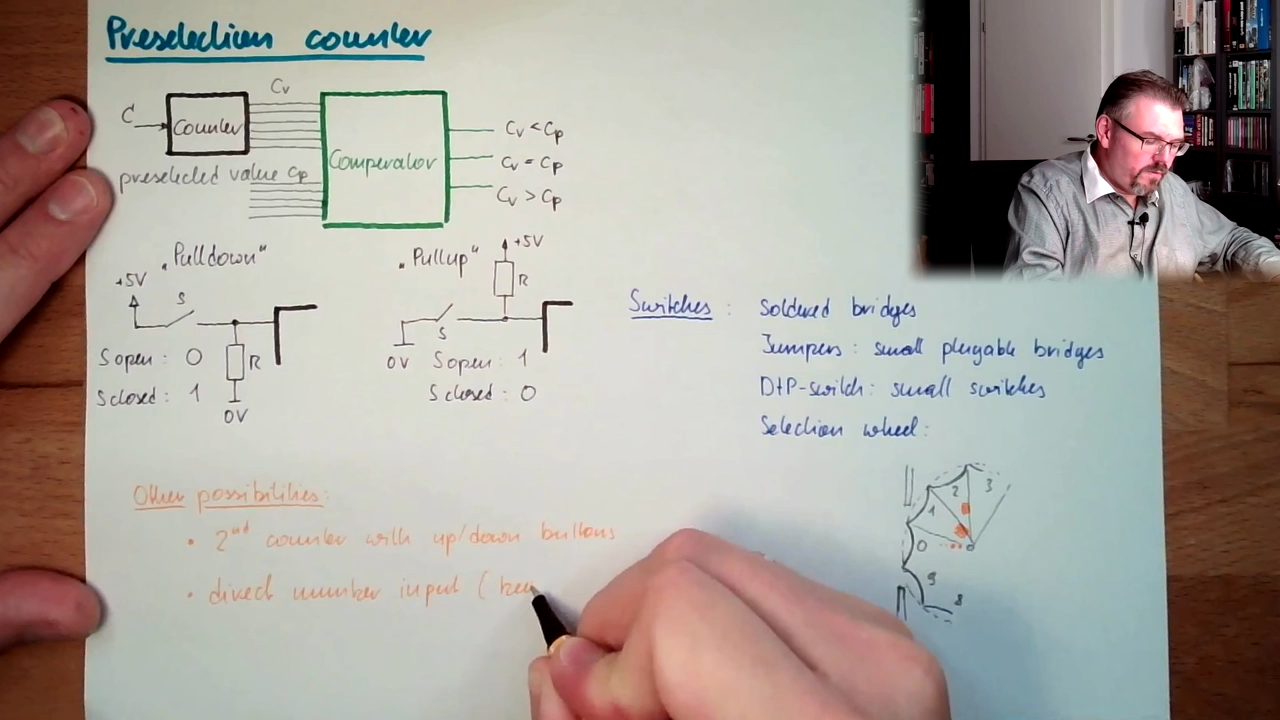 Preselection counter
C
Counter
Cv
Comperator
Cv < Cp
Cv = Cp
Cv > Cp
preselected value Cp
"Pulldown"
+5V
S
R
0V
S open : 0
S closed : 1
"Pullup"
+5V
R
S
0V
S open : 1
S closed : 0
Switches : Soldered bridges
Jumpers : small plugable bridges
DIP-switch : small switches
Selection wheel :
3
2
1
0
9
8
Other possibilities:
• 2nd counter with up/down buttons
• direct number input (